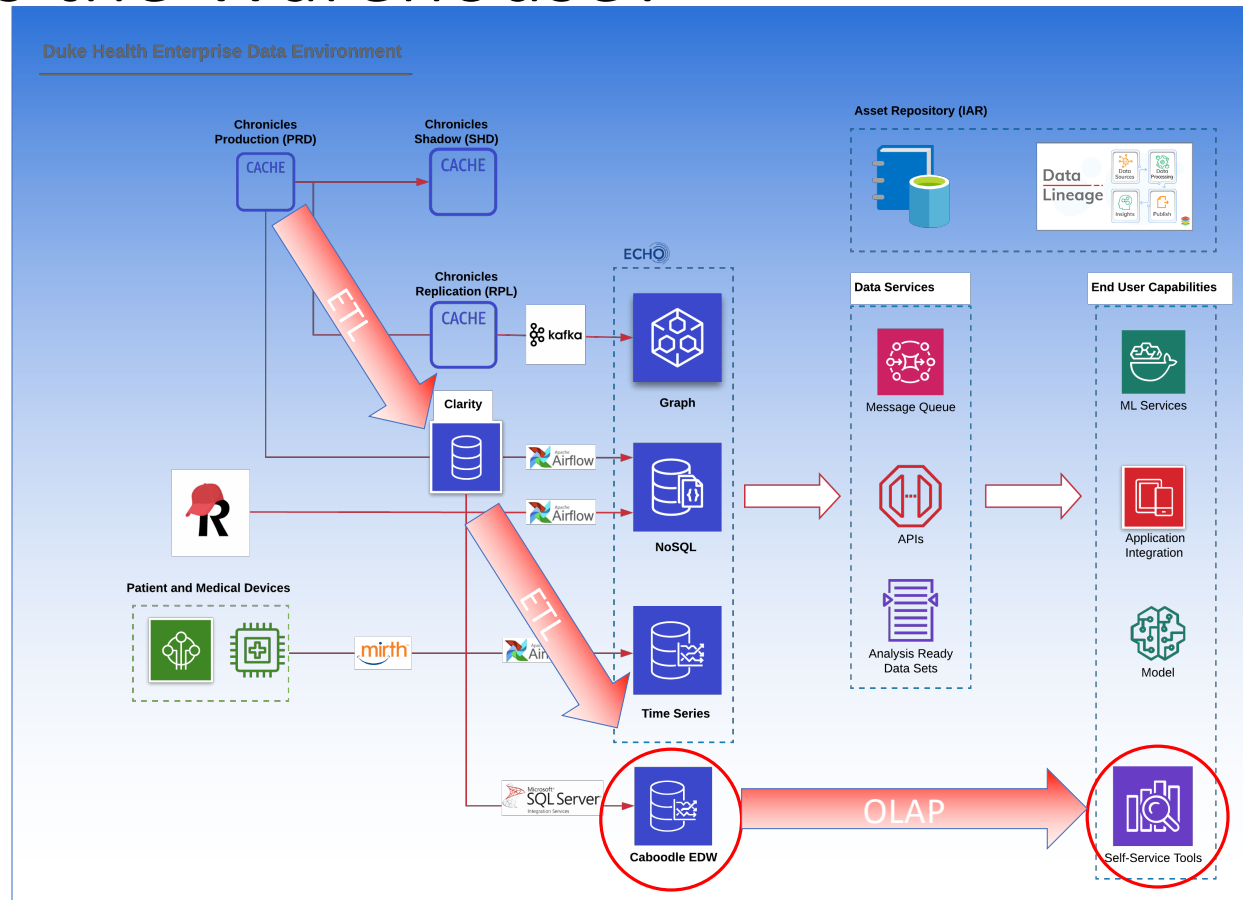 the Warehouse?
Duke Health Enterprise Data Environment
Chronicles
Production (PRD)
CACHE
Chronicles
Shadow (SHD)
CACHE
Asset Repository (IAR)
Data
Lineage
Data
Sources
Data
Processing
Insights
Publish
ECHO
ETL
Chronicles
Replication (RPL)
CACHE
kafka
Graph
Data Services
Message Queue
End User Capabilities
ML Services
Clarity
Apache
Airflow
R
Apache
Airflow
NoSQL
APIs
Application
Integration
Patient and Medical Devices
mirth
ETL
Time Series
Analysis Ready
Data Sets
Model
Microsoft
SQL Server
Integration Services
Caboodle EDW
OLAP
Self-Service Tools